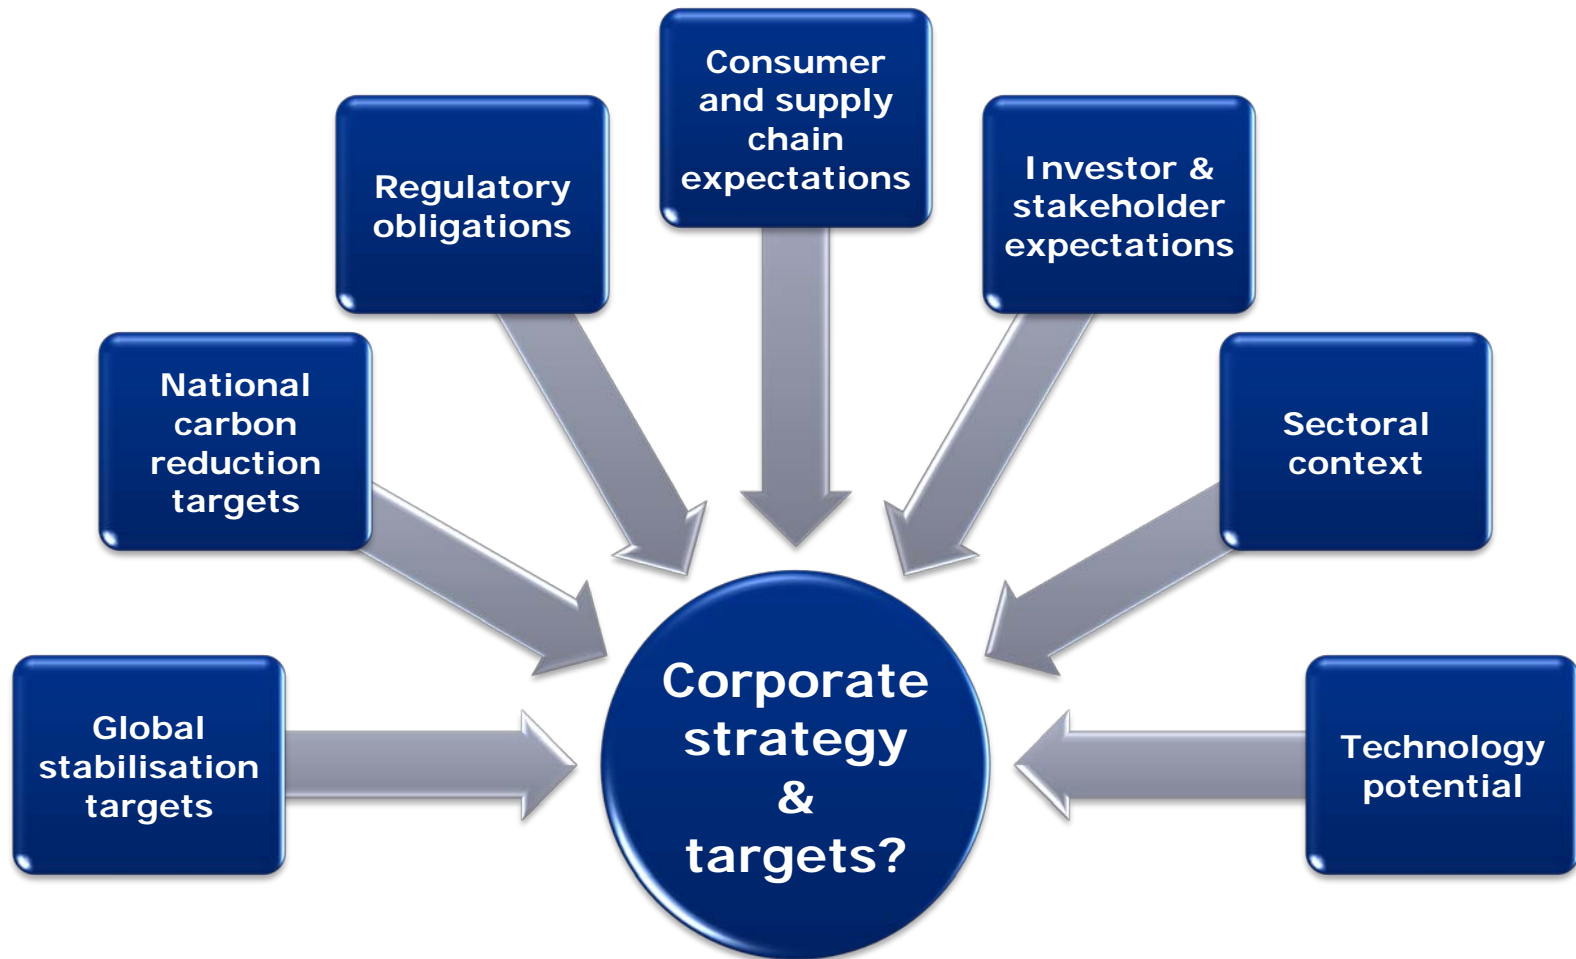 Consumer
and supply
chain
expectations
Regulatory
obligations
Investor &
stakeholder
expectations
National
carbon
reduction
targets
Sectoral
context
Global
stabilisation
targets
Technology
potential
Corporate
strategy
&
targets?